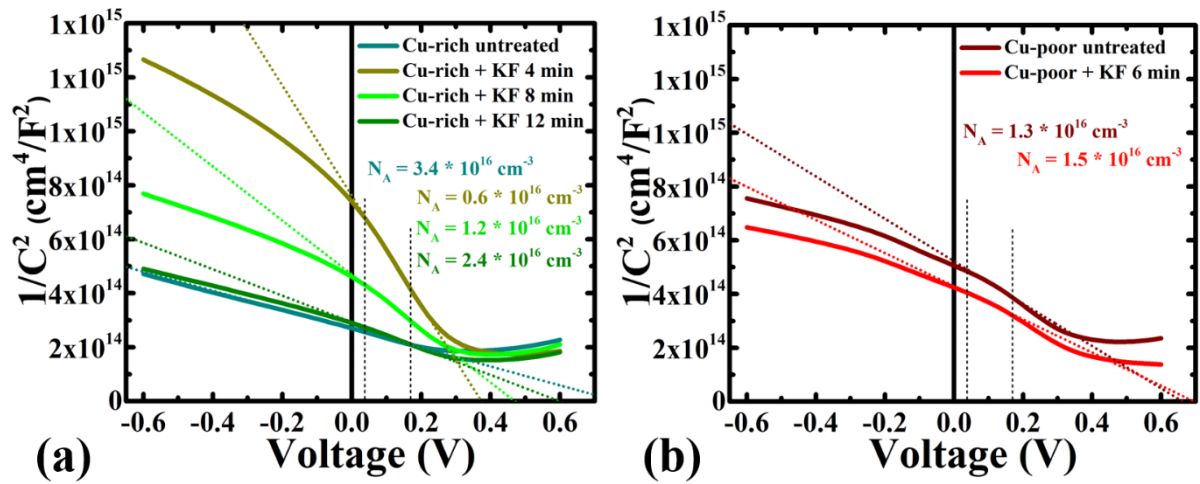 1x10^15
1x10^15
1x10^15
8x10^14
6x10^14
4x10^14
2x10^14
0
1/C^2 (cm^4/F^2)
Cu-rich untreated
Cu-rich + KF 4 min
Cu-rich + KF 8 min
Cu-rich + KF 12 min
N_A = 3.4 * 10^16 cm^-3
N_A = 0.6 * 10^16 cm^-3
N_A = 1.2 * 10^16 cm^-3
N_A = 2.4 * 10^16 cm^-3
-0.6 -0.4 -0.2 0.0 0.2 0.4 0.6
(a) Voltage (V)
1x10^15
1x10^15
1x10^15
8x10^14
6x10^14
4x10^14
2x10^14
0
1/C^2 (cm^4/F^2)
Cu-poor untreated
Cu-poor + KF 6 min
N_A = 1.3 * 10^16 cm^-3
N_A = 1.5 * 10^16 cm^-3
-0.6 -0.4 -0.2 0.0 0.2 0.4 0.6
(b) Voltage (V)